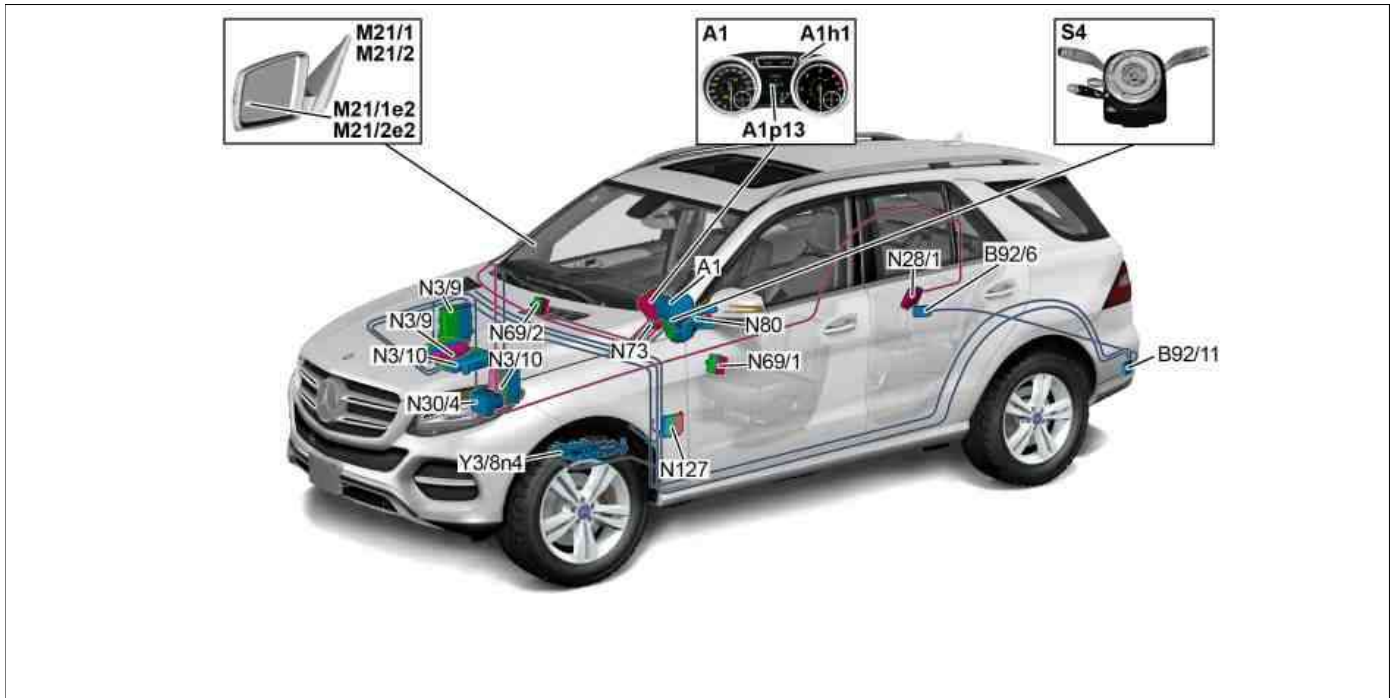 M21/1
M21/2
M21/1e2
M21/2e2
A1
A1h1
A1p13
S4
N3/9
N3/9
N3/10
N3/10
N30/4
N69/2
N73
A1
N80
N69/1
N28/1
B92/6
B92/11
Y3/8n4
N127